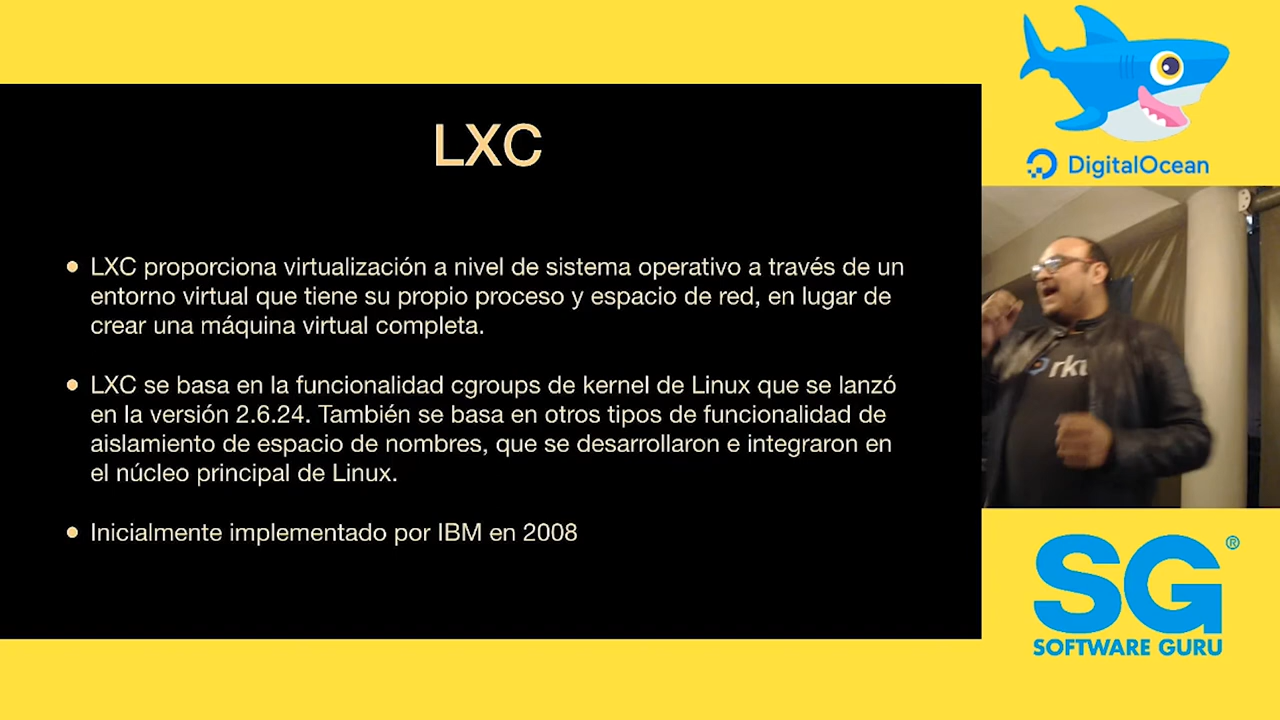 LXC
LXC proporciona virtualización a nivel de sistema operativo a través de un
entorno virtual que tiene su propio proceso y espacio de red, en lugar de
crear una máquina virtual completa.
LXC se basa en la funcionalidad cgroups de kernel de Linux que se lanzó
en la versión 2.6.24. También se basa en otros tipos de funcionalidad de
aislamiento de espacio de nombres, que se desarrollaron e integraron en
el núcleo principal de Linux.
Inicialmente implementado por IBM en 2008
DigitalOcean
SG®
SOFTWARE GURU